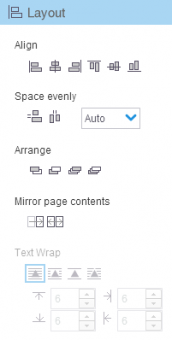 Layout
Align
Space evenly
Auto
Arrange
Mirror page contents
Text Wrap
6 6
6 6